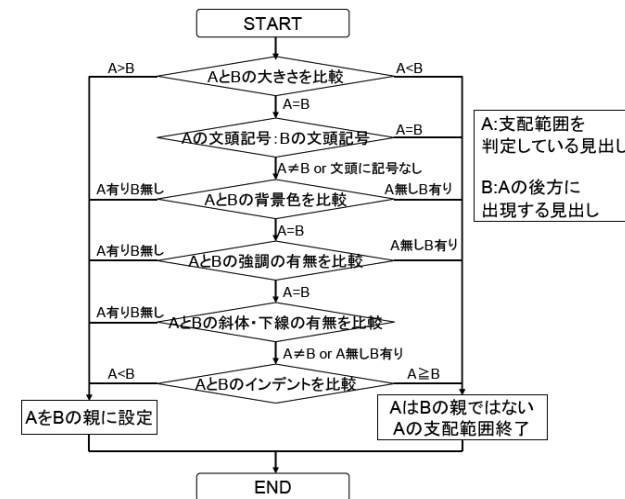 START
A>B
AとBの大きさを比較
A<B
A=B
Aの文頭記号:Bの文頭記号
A=B
A≠B or 文頭に記号なし
A有りB無し
AとBの背景色を比較
A無しB有り
A=B
A有りB無し
AとBの強調の有無を比較
A無しB有り
A=B
A有りB無し
AとBの斜体・下線の有無を比較
A≠B or A無しB有り
A<B
AとBのインデントを比較
A≧B
AをBの親に設定
AはBの親ではない
Aの支配範囲終了
END
A:支配範囲を
判定している見出し
B:Aの後方に
出現する見出し